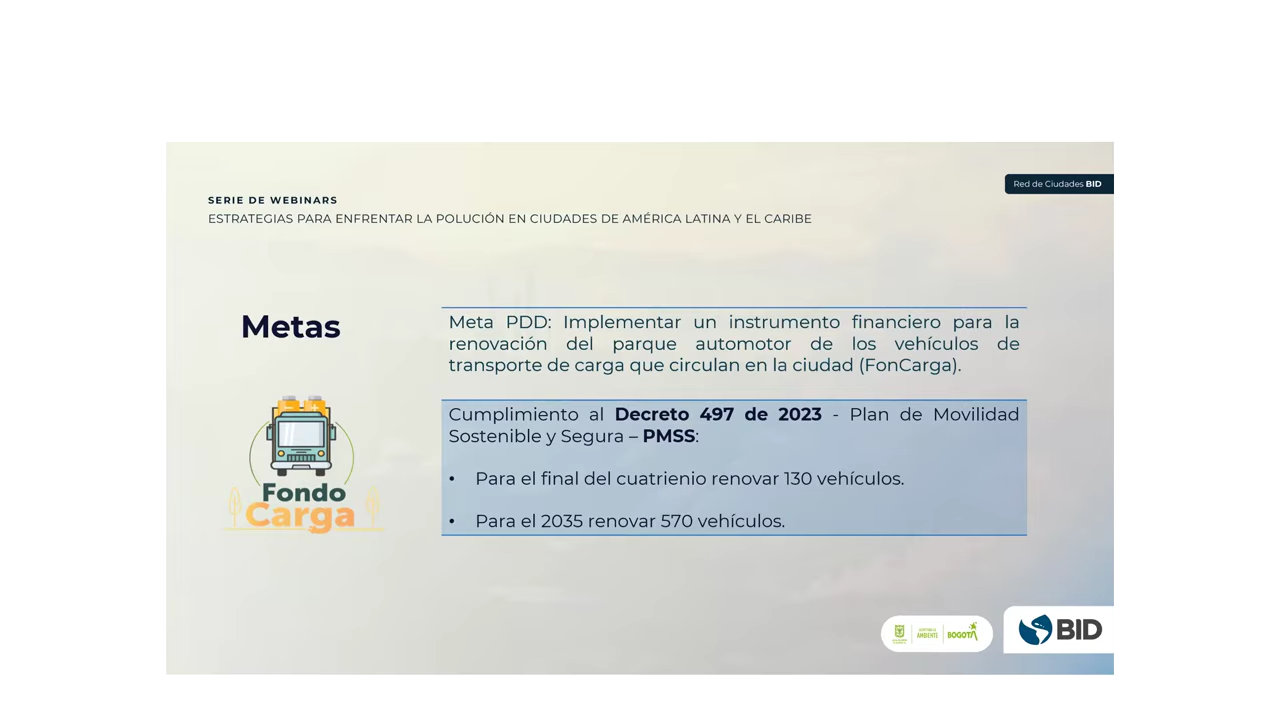 Red de Ciudades BID
SERIE DE WEBINARS
ESTRATEGIAS PARA ENFRENTAR LA POLUCIÓN EN CIUDADES DE AMÉRICA LATINA Y EL CARIBE
Metas
Meta PDD: Implementar un instrumento financiero para la
renovación del parque automotor de los vehículos de
transporte de carga que circulan en la ciudad (FonCarga).
Cumplimiento al Decreto 497 de 2023 - Plan de Movilidad
Sostenible y Segura – PMSS:
• Para el final del cuatrienio renovar 130 vehículos.
• Para el 2035 renovar 570 vehículos.
Fondo
Carga
AMBIENTE
BOGOTÁ
BID